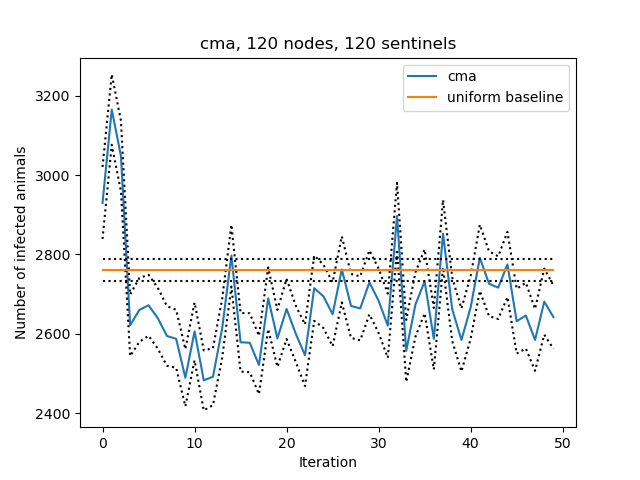 cma, 120 nodes, 120 sentinels
cma
uniform baseline
Number of infected animals
3200
3000
2800
2600
2400
0 10 20 30 40 50
Iteration